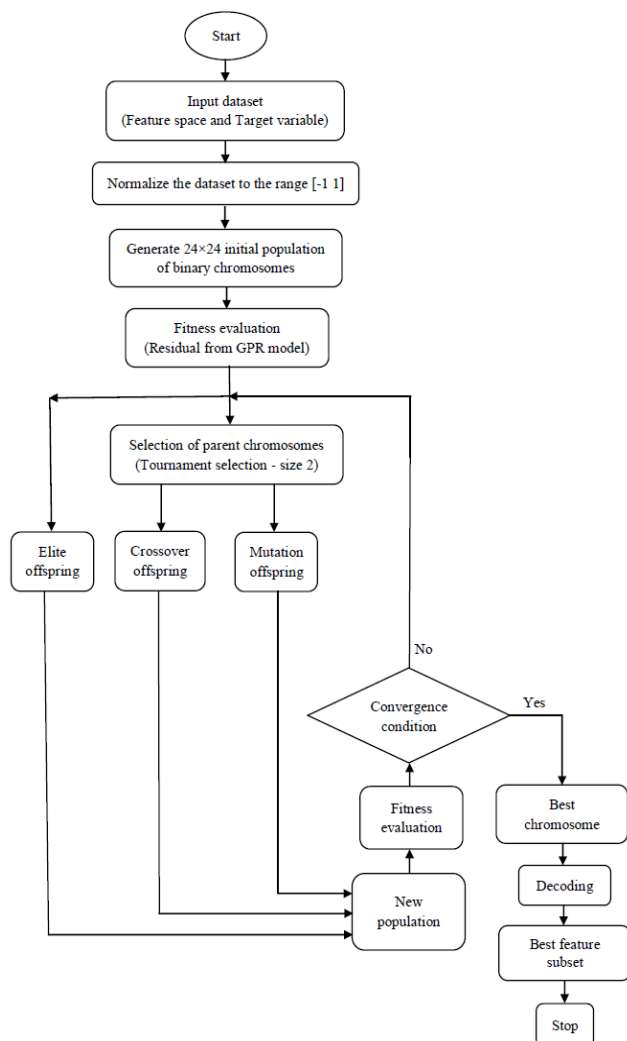 Start
Input dataset
(Feature space and Target variable)
Normalize the dataset to the range [-1 1]
Generate 24×24 initial population
of binary chromosomes
Fitness evaluation
(Residual from GPR model)
Selection of parent chromosomes
(Tournament selection - size 2)
Elite
offspring
Crossover
offspring
Mutation
offspring
No
Convergence
condition
Yes
Fitness
evaluation
New
population
Best
chromosome
Decoding
Best feature
subset
Stop